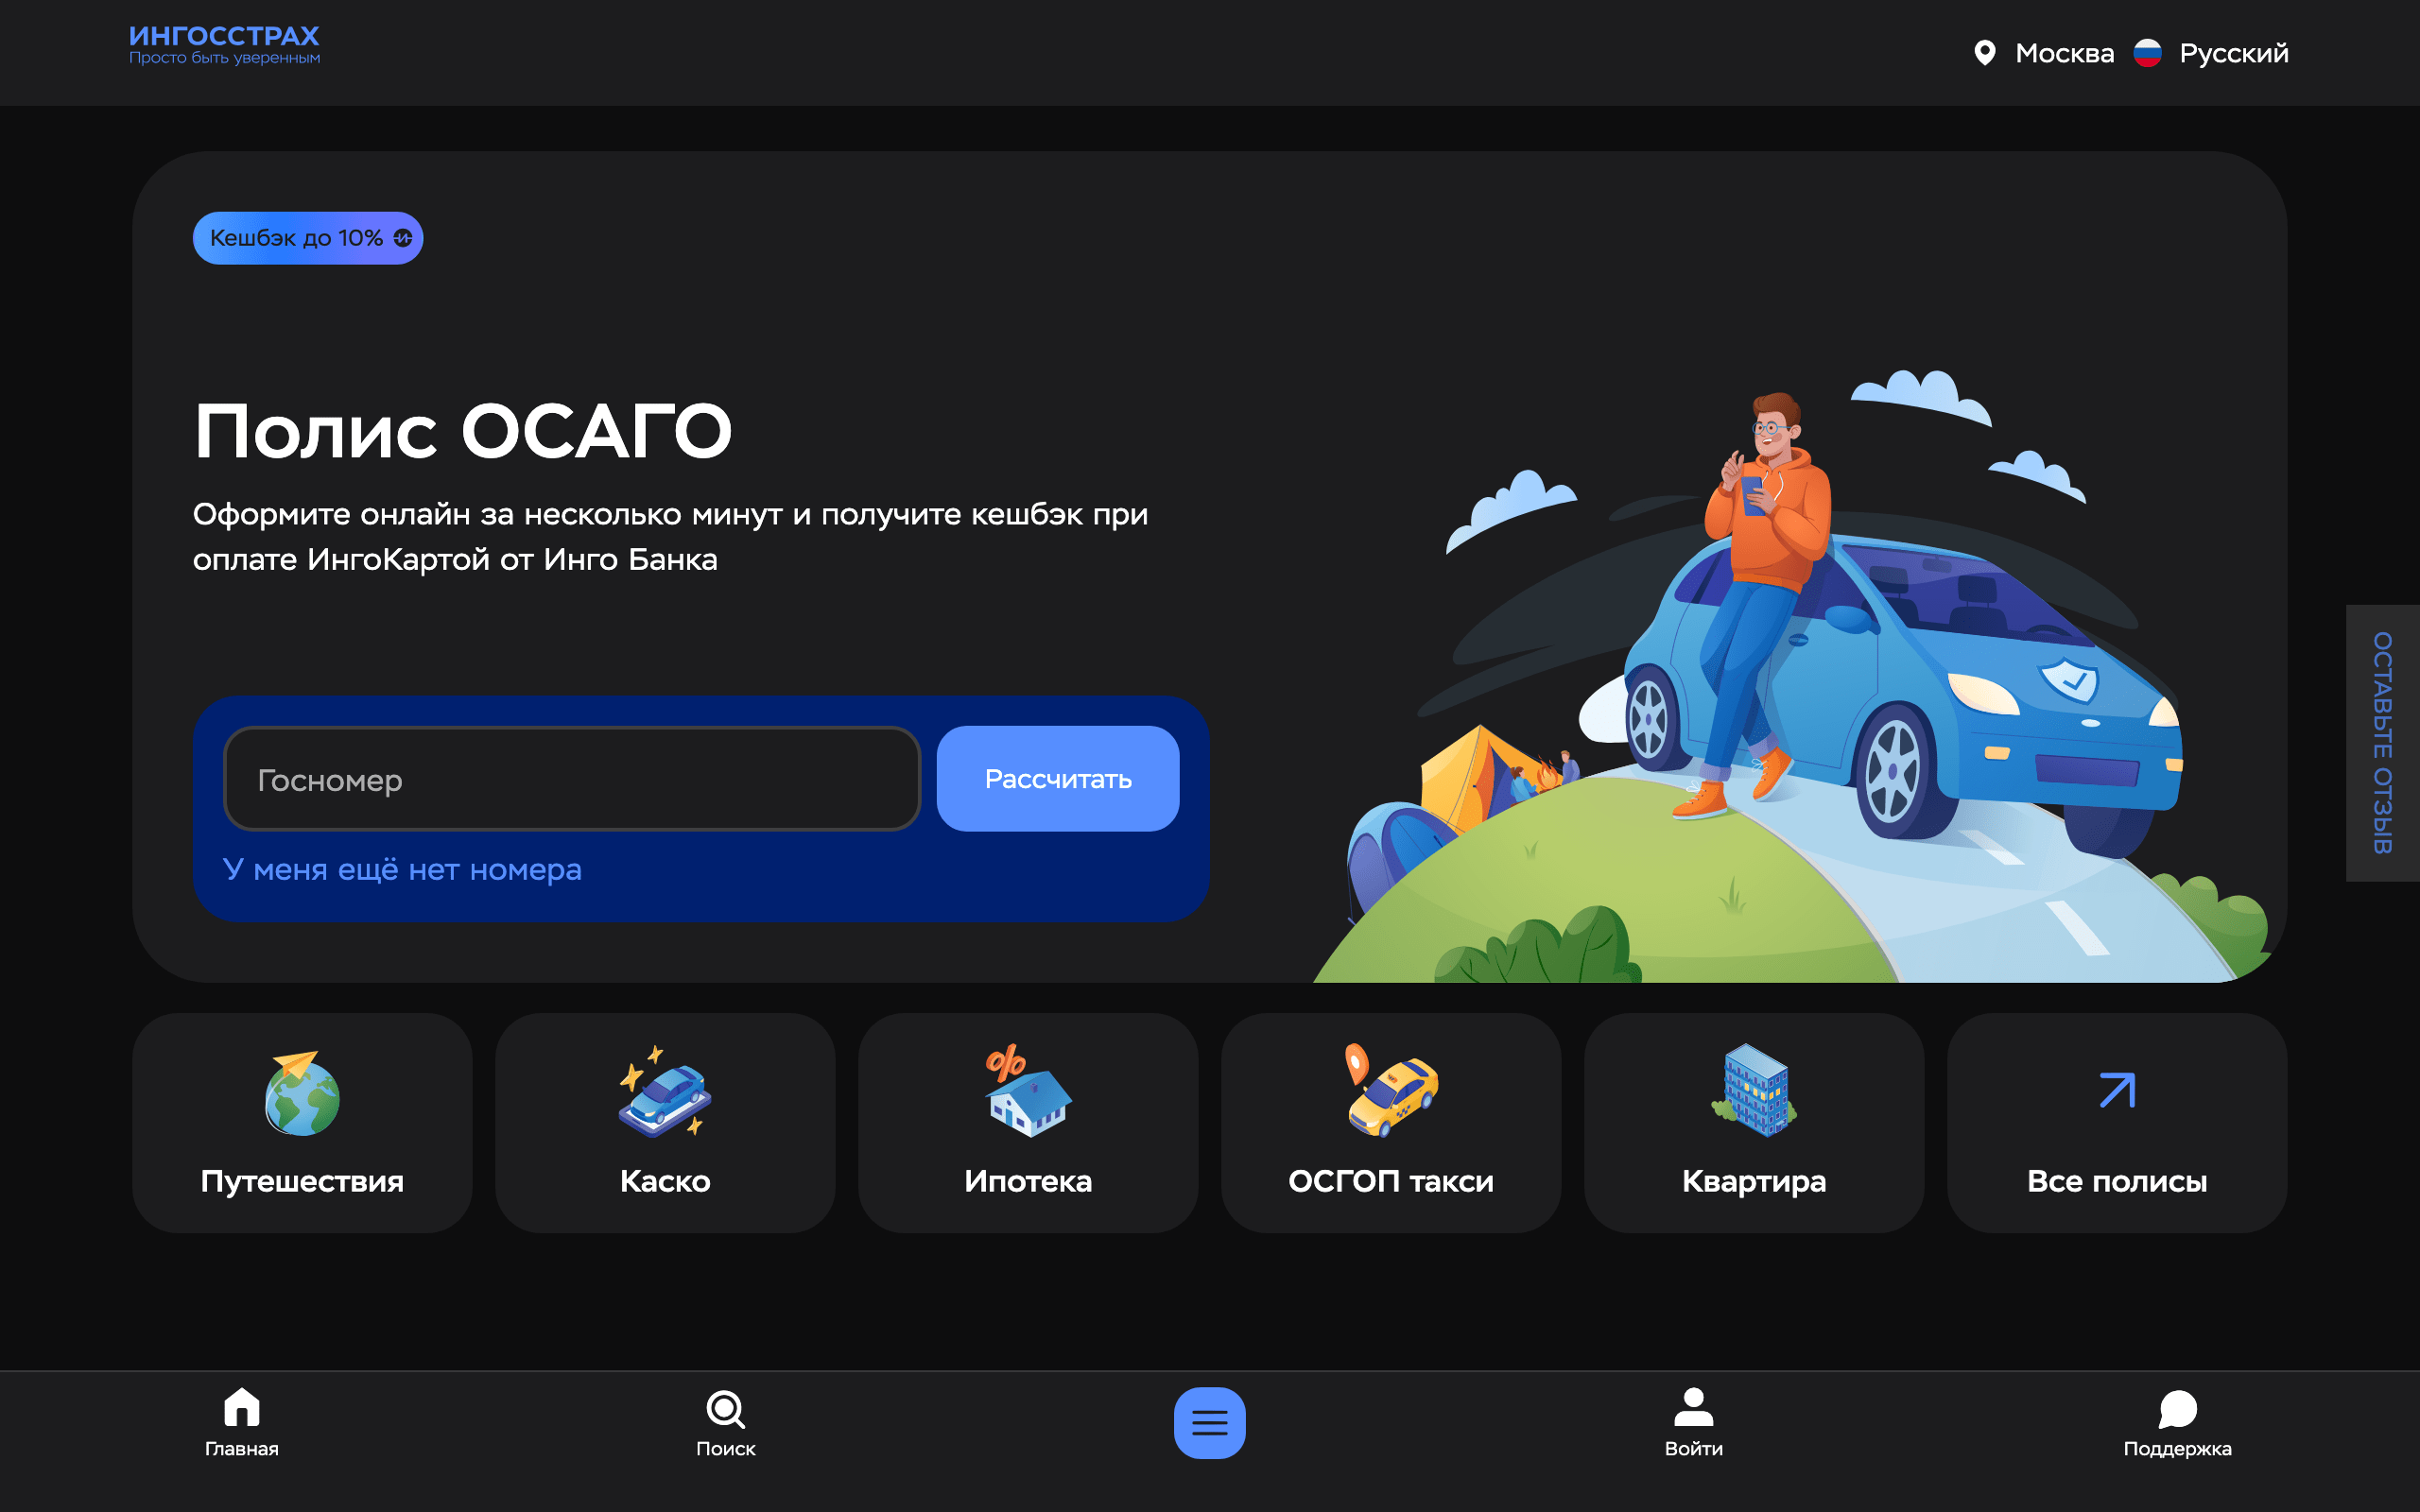 ИНГОССТРАХ
Просто быть уверенным
Москва
Русский
Кешбэк до 10%
Полис ОСАГО
Оформите онлайн за несколько минут и получите кешбэк при
оплате ИнгоКартой от Инго Банка
Госномер
Рассчитать
У меня ещё нет номера
ОСТАВЬТЕ ОТЗЫВ
Путешествия
Каско
Ипотека
ОСГОП такси
Квартира
Все полисы
Главная
Поиск
Войти
Поддержка